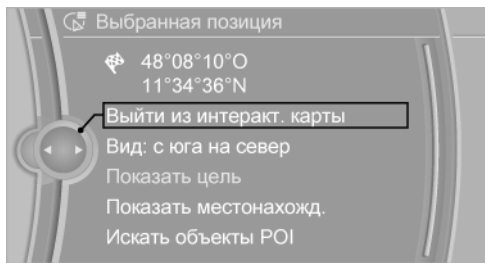 Выбранная позиция
48°08°10°O
11°34°36°N
Выйти из интеракт. карты
Вид: с юга на север
Показать цель
Показать местонахожд.
Искать объекты POI